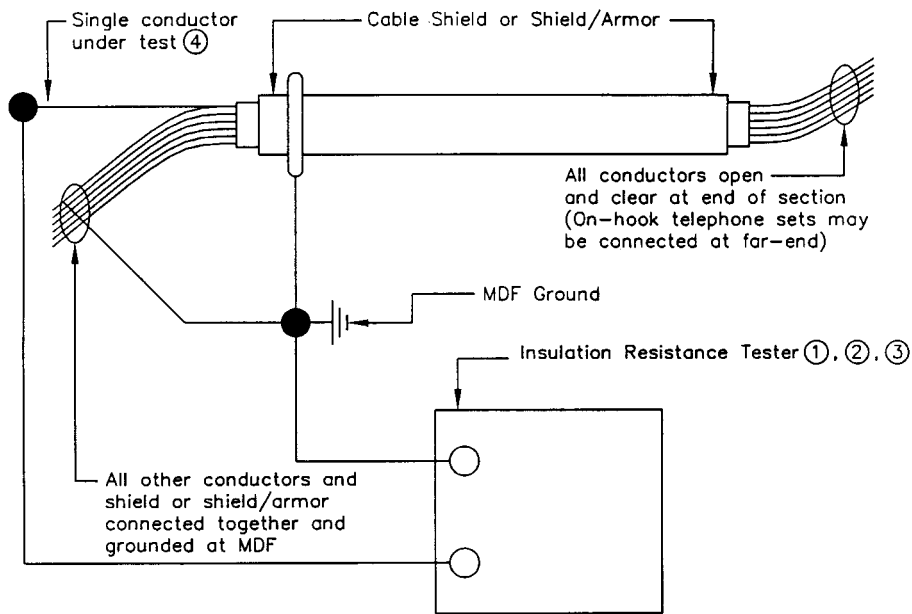 Single conductor
under test ④
Cable Shield or Shield/Armor
All conductors open
and clear at end of section
(On-hook telephone sets may
be connected at far-end)
MDF Ground
Insulation Resistance Tester ①, ②, ③
All other conductors and
shield or shield/armor
connected together and
grounded at MDF